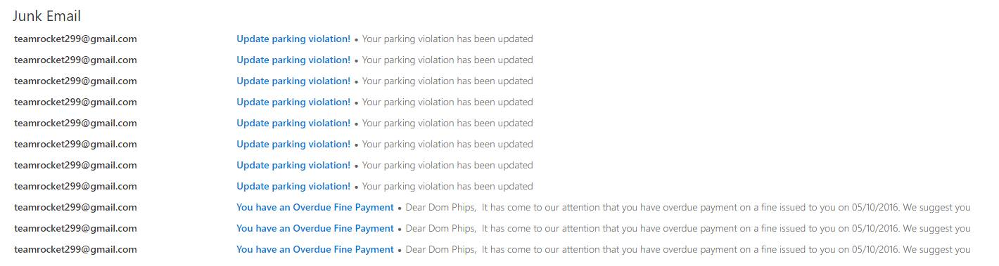 Junk Email
teamrocket299@gmail.com Update parking violation! • Your parking violation has been updated
teamrocket299@gmail.com Update parking violation! • Your parking violation has been updated
teamrocket299@gmail.com Update parking violation! • Your parking violation has been updated
teamrocket299@gmail.com Update parking violation! • Your parking violation has been updated
teamrocket299@gmail.com Update parking violation! • Your parking violation has been updated
teamrocket299@gmail.com Update parking violation! • Your parking violation has been updated
teamrocket299@gmail.com Update parking violation! • Your parking violation has been updated
teamrocket299@gmail.com Update parking violation! • Your parking violation has been updated
teamrocket299@gmail.com You have an Overdue Fine Payment • Dear Dom Phips, It has come to our attention that you have overdue payment on a fine issued to you on 05/10/2016. We suggest you
teamrocket299@gmail.com You have an Overdue Fine Payment • Dear Dom Phips, It has come to our attention that you have overdue payment on a fine issued to you on 05/10/2016. We suggest you
teamrocket299@gmail.com You have an Overdue Fine Payment • Dear Dom Phips, It has come to our attention that you have overdue payment on a fine issued to you on 05/10/2016. We suggest you